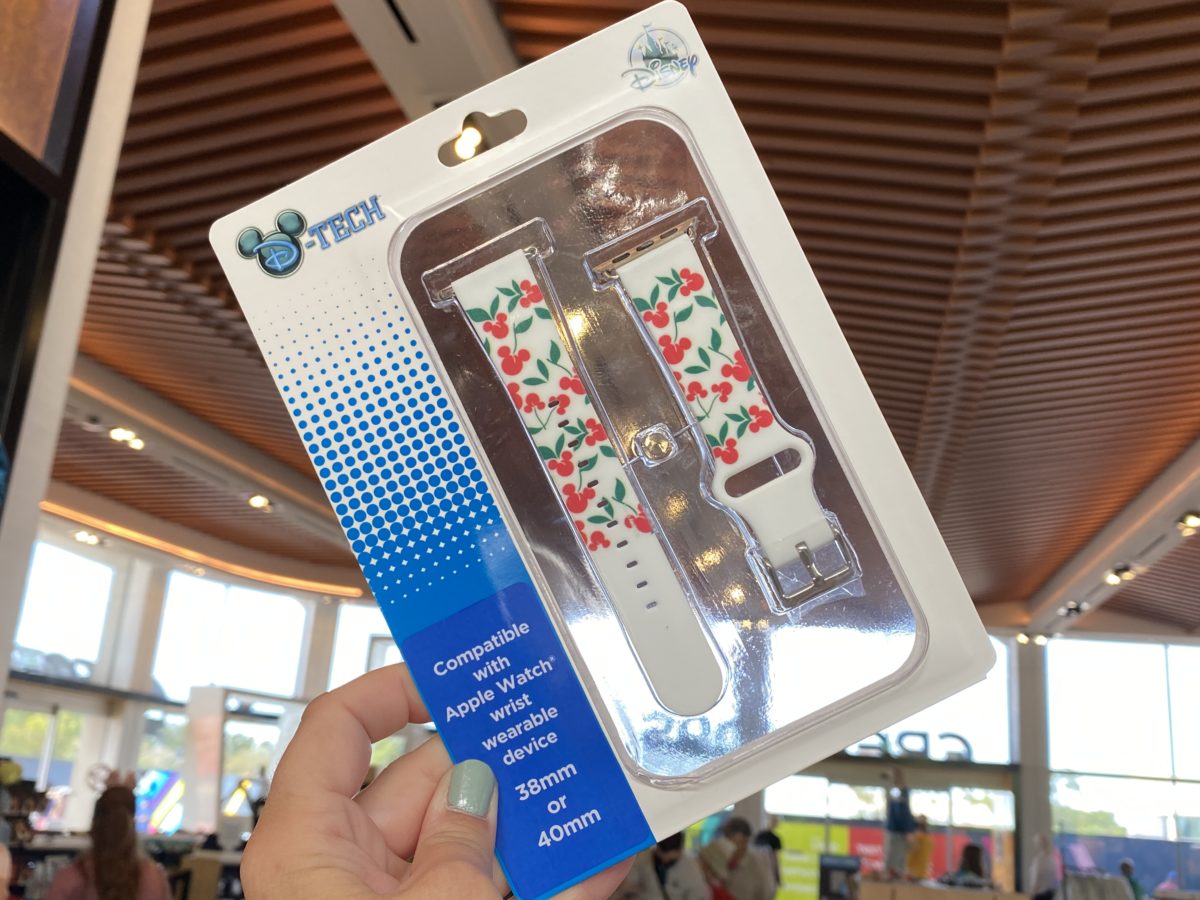 Disney
D-TECH
Compatible
with
Apple Watch®
wrist
wearable
device
38mm
or
40mm